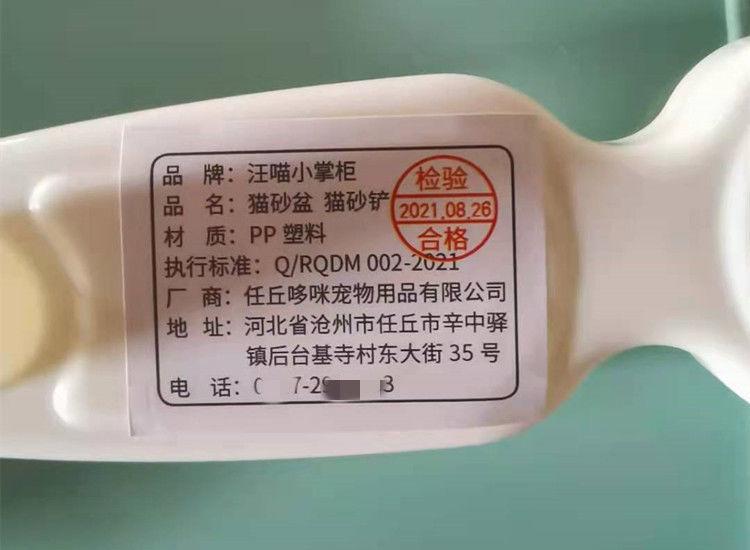 品 牌：汪喵小掌柜
品 名：猫砂盆 猫砂铲
材 质：PP 塑料
执行标准：Q/RQDM 002-2021
厂 商：任丘哆咪宠物用品有限公司
地 址：河北省沧州市任丘市辛中驿
镇后台基寺村东大街 35 号
电 话：
检验
2021.08.26
合格